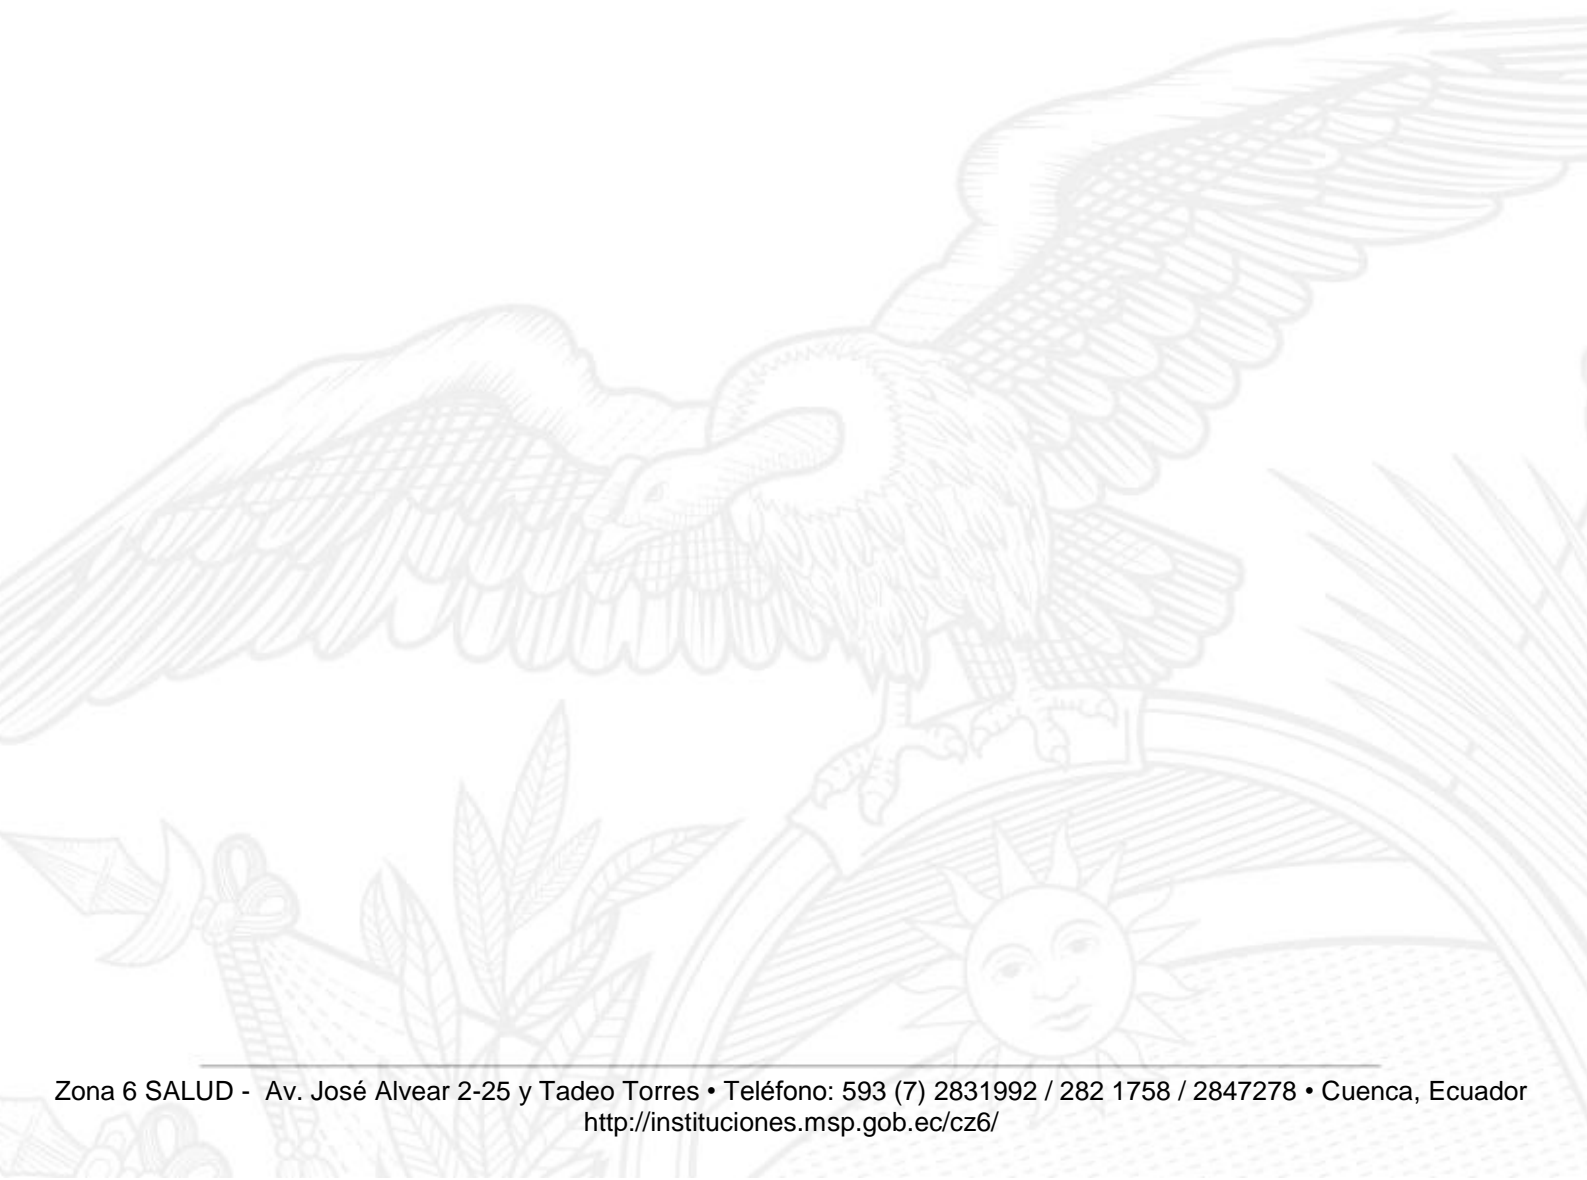 Zona 6 SALUD - Av. José Alvear 2-25 y Tadeo Torres • Teléfono: 593 (7) 2831992 / 282 1758 / 2847278 • Cuenca, Ecuador
http://instituciones.msp.gob.ec/cz6/